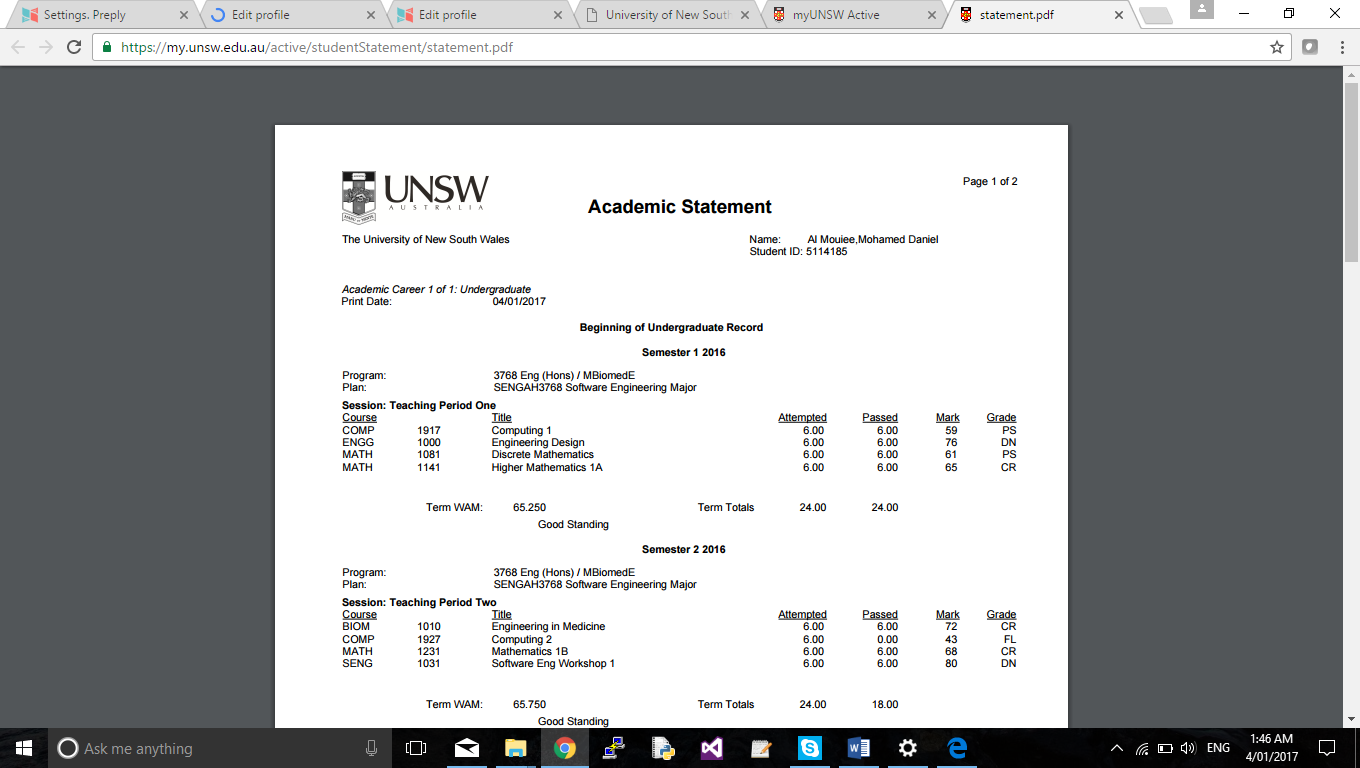 Settings. Preply
Edit profile
Edit profile
University of New South
myUNSW Active
statement.pdf
https://my.unsw.edu.au/active/studentStatement/statement.pdf
Page 1 of 2
UNSW
AUSTRALIA
Academic Statement
The University of New South Wales
Name: Al Mouiee,Mohamed Daniel
Student ID: 5114185
Academic Career 1 of 1: Undergraduate
Print Date: 04/01/2017
Beginning of Undergraduate Record
Semester 1 2016
Program: 3768 Eng (Hons) / MBiomedE
Plan: SENGAH3768 Software Engineering Major
Session: Teaching Period One
Course Title Attempted Passed Mark Grade
COMP 1917 Computing 1 6.00 6.00 59 PS
ENGG 1000 Engineering Design 6.00 6.00 76 DN
MATH 1081 Discrete Mathematics 6.00 6.00 61 PS
MATH 1141 Higher Mathematics 1A 6.00 6.00 65 CR
Term WAM: 65.250 Term Totals 24.00 24.00
Good Standing
Semester 2 2016
Program: 3768 Eng (Hons) / MBiomedE
Plan: SENGAH3768 Software Engineering Major
Session: Teaching Period Two
Course Title Attempted Passed Mark Grade
BIOM 1010 Engineering in Medicine 6.00 6.00 72 CR
COMP 1927 Computing 2 6.00 0.00 43 FL
MATH 1231 Mathematics 1B 6.00 6.00 68 CR
SENG 1031 Software Eng Workshop 1 6.00 6.00 80 DN
Term WAM: 65.750 Term Totals 24.00 18.00
Good Standing
Ask me anything
ENG
1:46 AM
4/01/2017